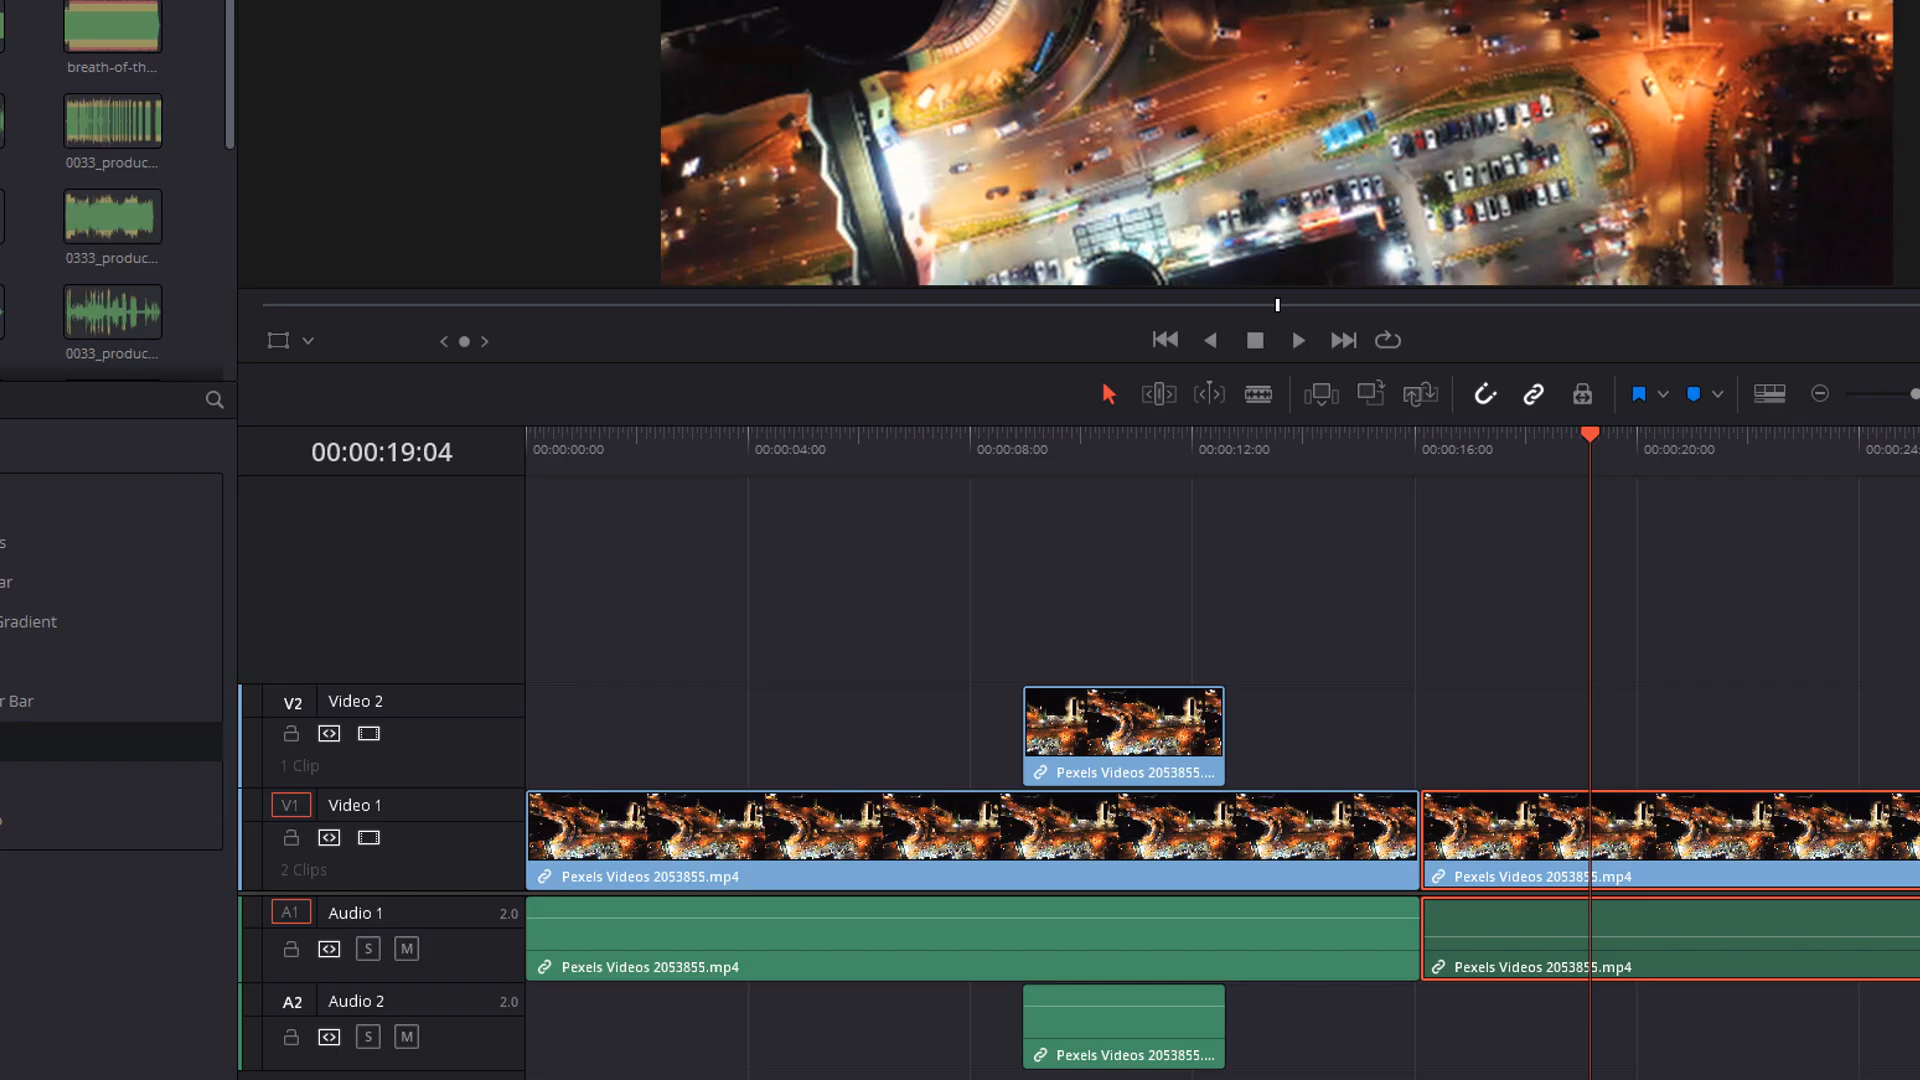 breath-of-th...
0033_produc...
0333_produc...
0033_produc...
00:00:19:04
00:00:00:00
00:00:04:00
00:00:08:00
00:00:12:00
00:00:16:00
00:00:20:00
00:00:24:
s
ar
Gradient
r Bar
V2
Video 2
1 Clip
Pexels Videos 2053855....
V1
Video 1
2 Clips
Pexels Videos 2053855.mp4
Pexels Videos 2053855.mp4
A1
Audio 1
2.0
S
M
Pexels Videos 2053855.mp4
Pexels Videos 2053855.mp4
A2
Audio 2
2.0
S
M
Pexels Videos 2053855....